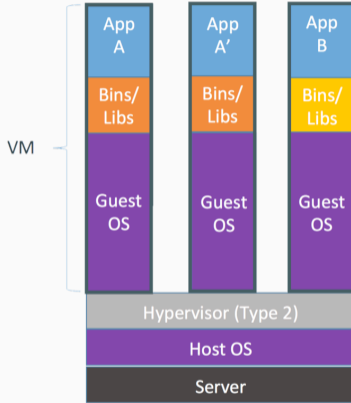 App
A
App
A’
App
B
Bins/
Libs
Bins/
Libs
Bins/
Libs
VM
Guest
OS
Guest
OS
Guest
OS
Hypervisor (Type 2)
Host OS
Server